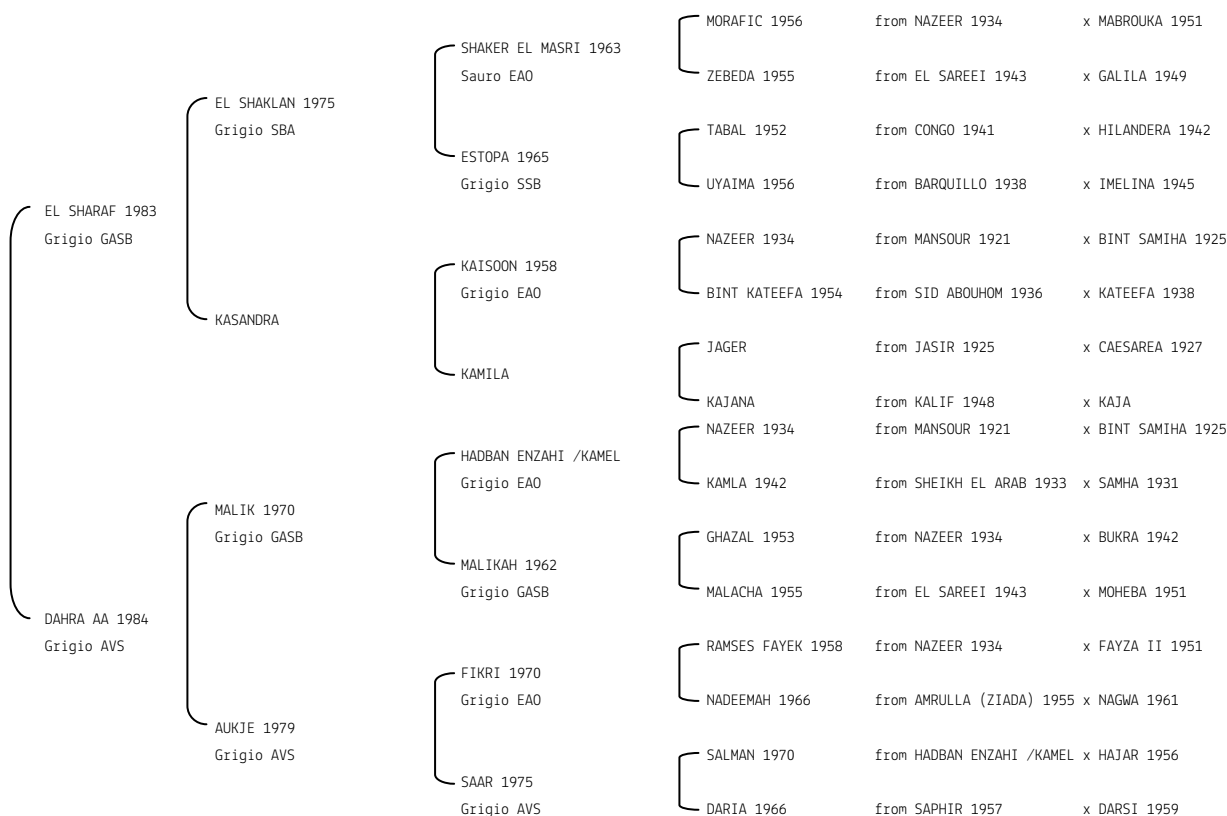 MORAFIC 1956 from NAZEER 1934 x MABROUKA 1951
SHAKER EL MASRI 1963
Sauro EAO
ZEBEDA 1955 from EL SAREEI 1943 x GALILA 1949
EL SHAKLAN 1975
Grigio SBA
TABAL 1952 from CONGO 1941 x HILANDERA 1942
ESTOPA 1965
Grigio SSB
UYAIMA 1956 from BARQUILLO 1938 x IMELINA 1945
EL SHARAF 1983
Grigio GASB
NAZEER 1934 from MANSOUR 1921 x BINT SAMIHA 1925
KAISOON 1958
Grigio EAO
BINT KATEEFA 1954 from SID ABOUHOM 1936 x KATEEFA 1938
KASANDRA
JAGER from JASIR 1925 x CAESAREA 1927
KAMILA
KAJANA from KALIF 1948 x KAJA
NAZEER 1934 from MANSOUR 1921 x BINT SAMIHA 1925
HADBAN ENZAHI /KAMEL
Grigio EAO
KAMLA 1942 from SHEIKH EL ARAB 1933 x SAMHA 1931
MALIK 1970
Grigio GASB
GHAZAL 1953 from NAZEER 1934 x BUKRA 1942
MALIKAH 1962
Grigio GASB
MALACHA 1955 from EL SAREEI 1943 x MOHEBA 1951
DAHRA AA 1984
Grigio AVS
RAMSES FAYEK 1958 from NAZEER 1934 x FAYZA II 1951
FIKRI 1970
Grigio EAO
NADEEMAH 1966 from AMRULLA (ZIADA) 1955 x NAGWA 1961
AUKJE 1979
Grigio AVS
SALMAN 1970 from HADBAN ENZAHI /KAMEL x HAJAR 1956
SAAR 1975
Grigio AVS
DARIA 1966 from SAPHIR 1957 x DARSI 1959